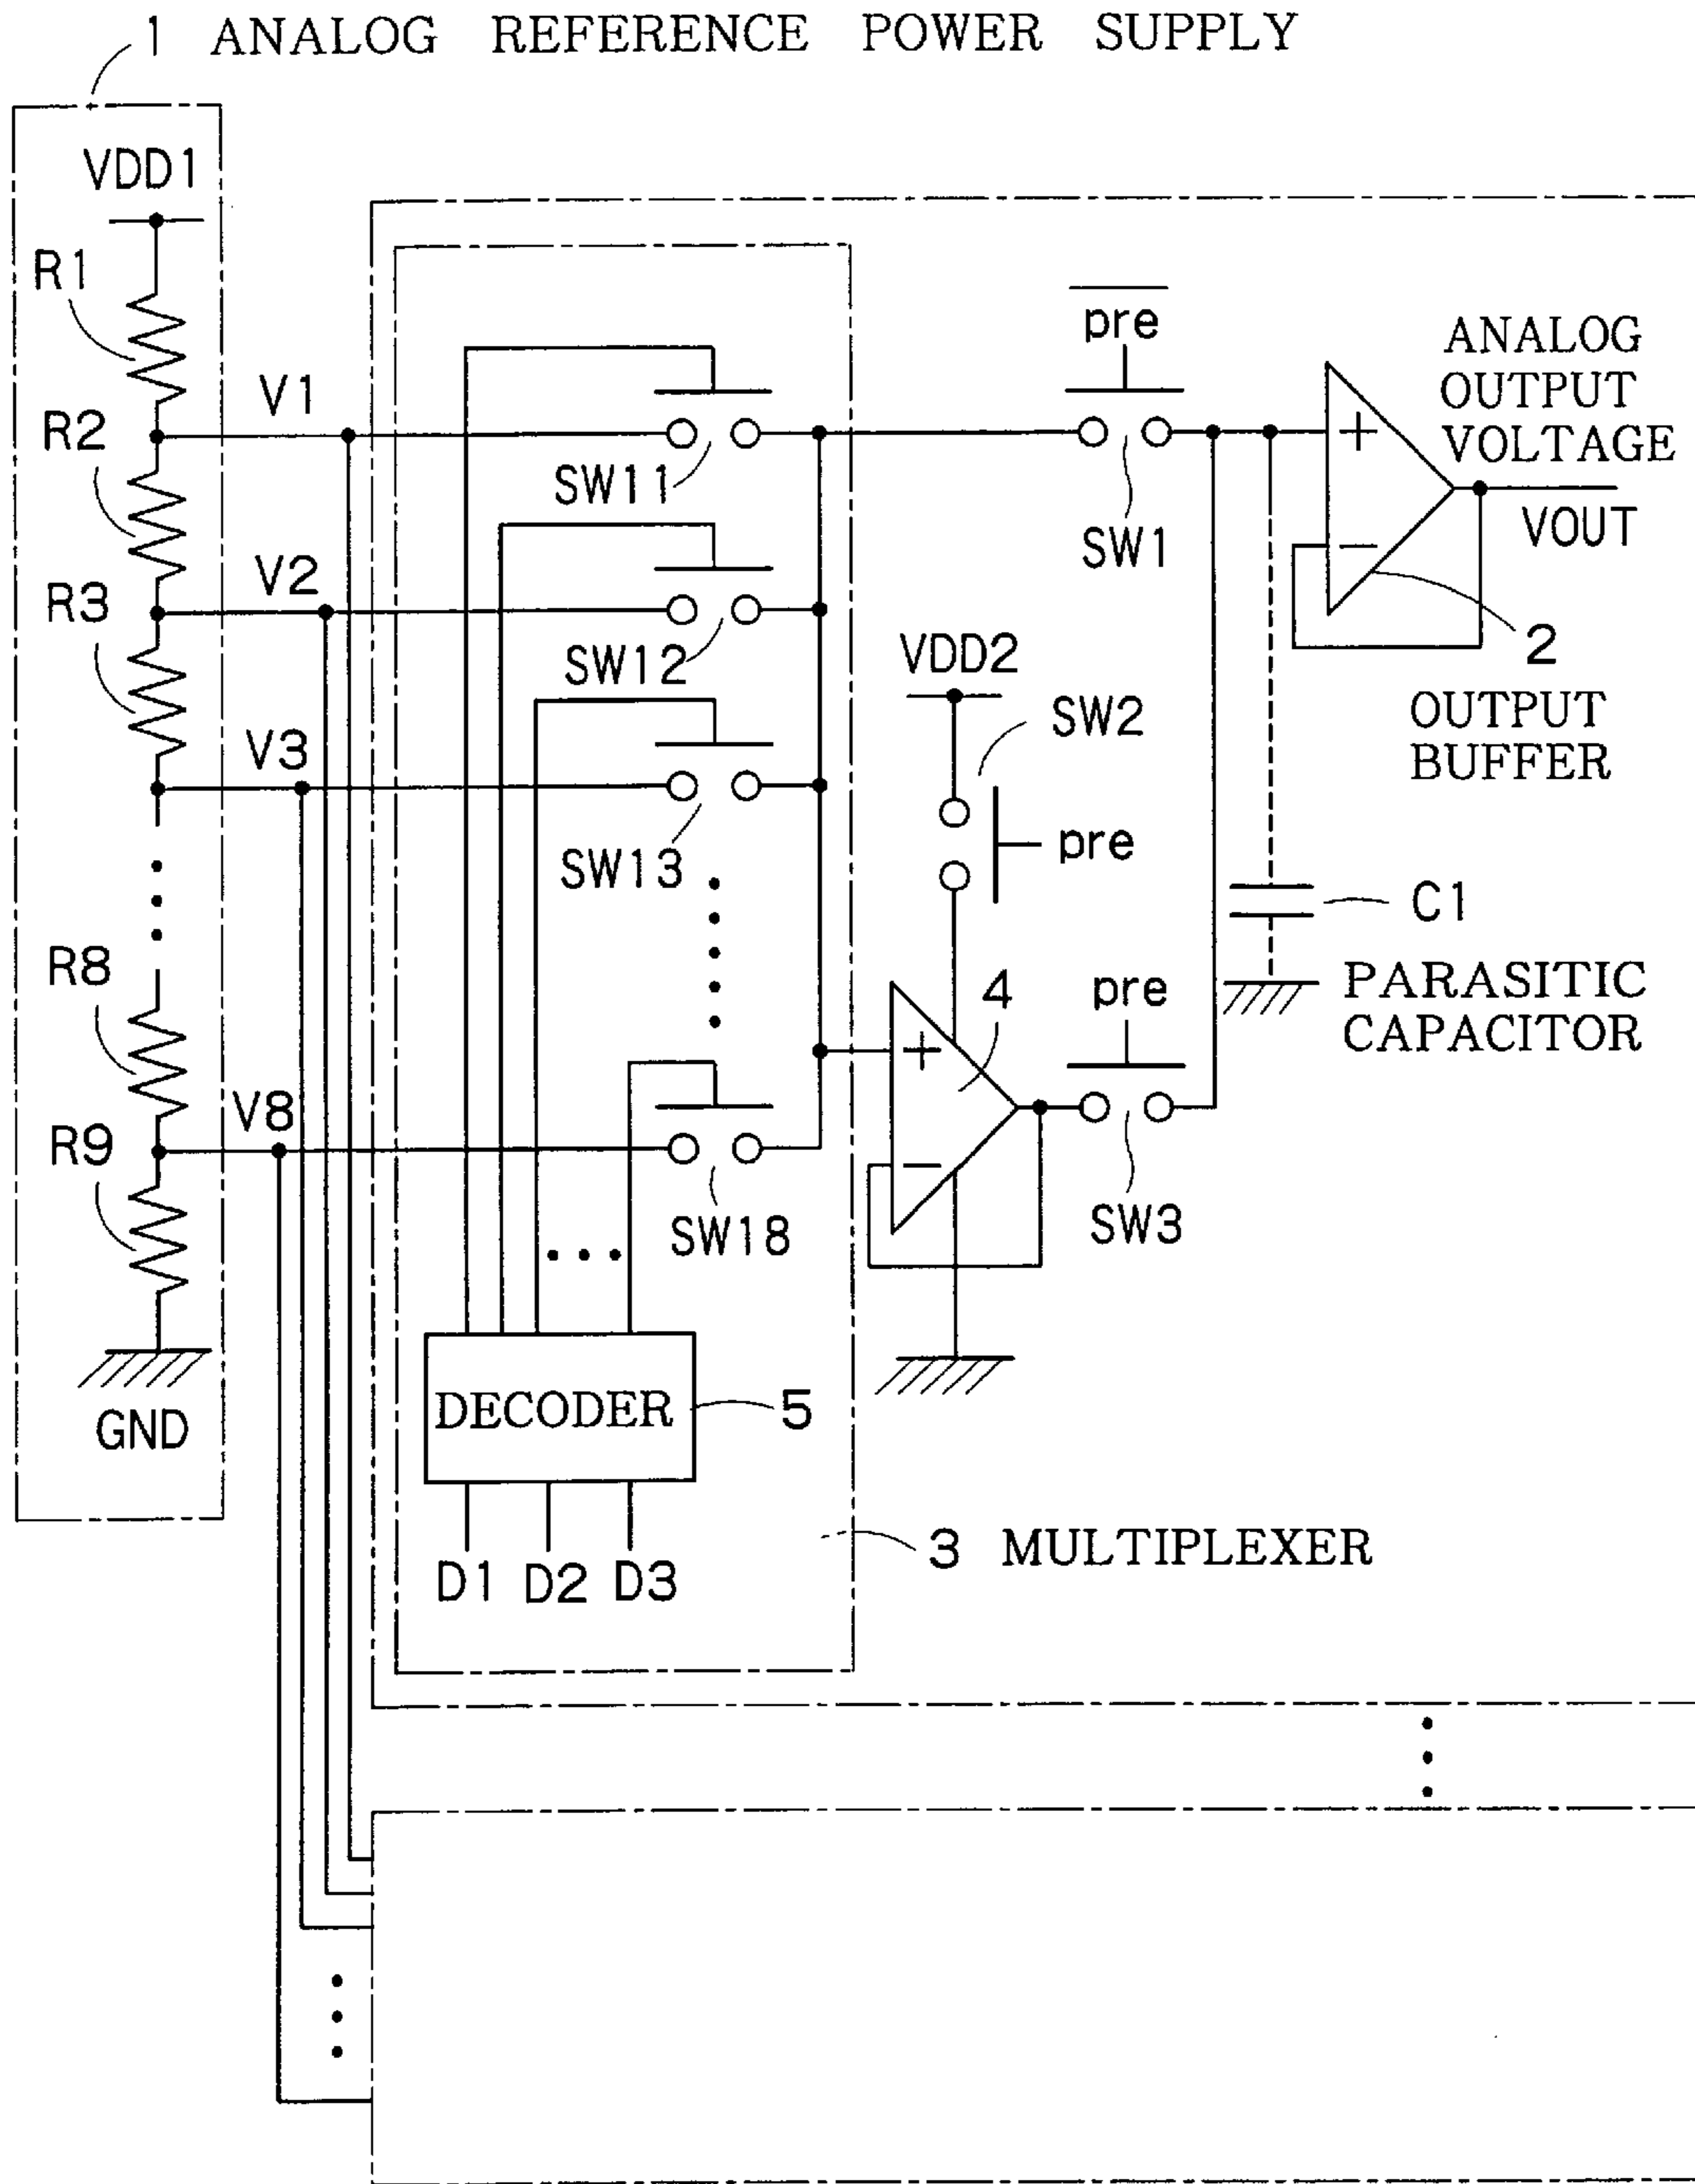 1 ANALOG REFERENCE POWER SUPPLY
VDD1
R1
pre
ANALOG
OUTPUT
VOLTAGE
V1
R2
SW11
SW1
VOUT
V2
R3
SW12
VDD2
2
SW2
OUTPUT
BUFFER
V3
pre
SW13
C1
R8
4
pre
PARASITIC
CAPACITOR
V8
R9
SW18
SW3
DECODER
5
GND
3 MULTIPLEXER
D1 D2 D3